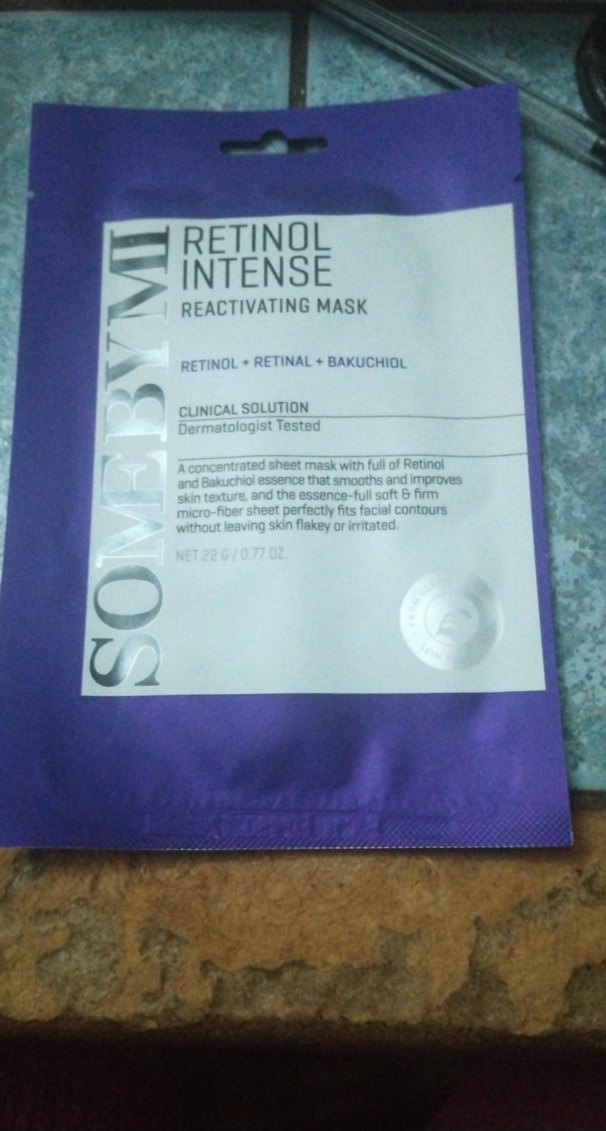 SOMEBYMI
RETINOL
INTENSE
REACTIVATING MASK
RETINOL + RETINAL + BAKUCHIOL
CLINICAL SOLUTION
Dermatologist Tested
A concentrated sheet mask with full of Retinol
and Bakuchiol essence that smooths and improves
skin texture, and the essence-full soft & firm
micro-fiber sheet perfectly fits facial contours
without leaving skin flakey or irritated.
NET 22 G / 0.77 OZ.
FROM
SKIN